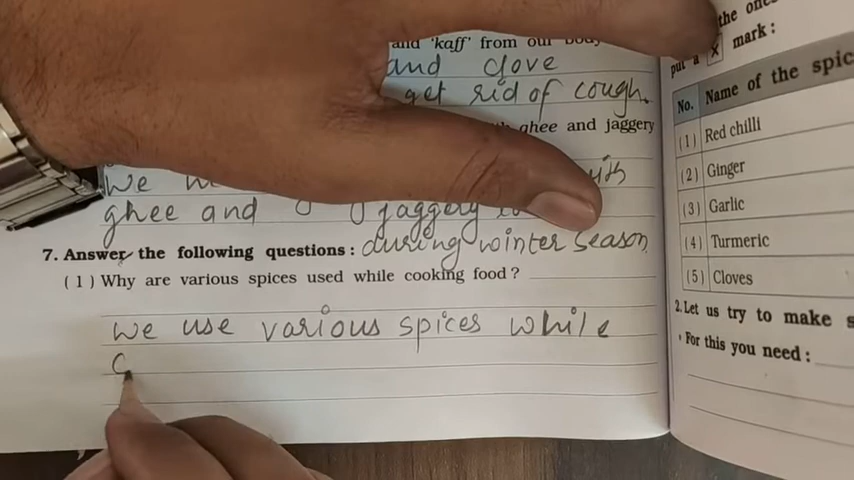 and 'kaff' from our body
and clove
get rid of cough.
ghee and jaggery
We
with
ghee and jaggery
during winter season.
7. Answer the following questions :
(1) Why are various spices used while cooking food ?
We use various spices while
C
the one
put a x mark :
No. Name of the spic
(1) Red chilli
(2) Ginger
(3) Garlic
(4) Turmeric
(5) Cloves
2. Let us try to make s
• For this you need :